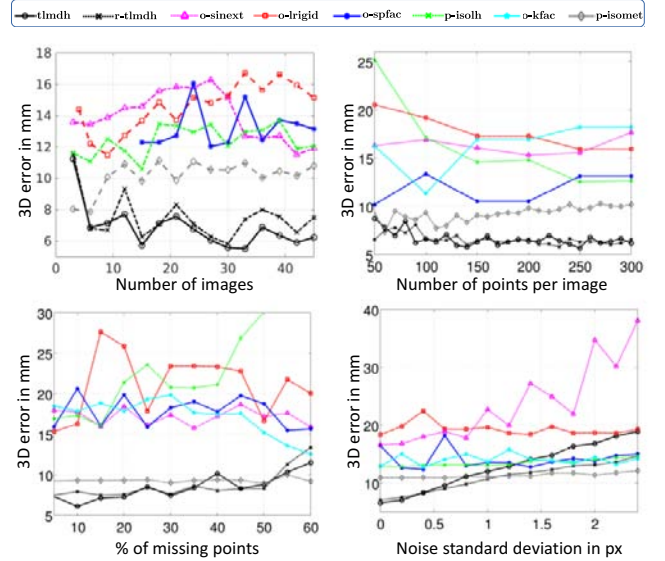 tlmdh r-tlmdh o-sinext o-lrigid o-spfac p-isolh o-kfac p-isomet
18
16
14
12
10
8
6
0 10 20 30 40
3D error in mm
Number of images
25
20
15
10
5
50 100 150 200 250 300
3D error in mm
Number of points per image
30
25
20
15
10
5
10 20 30 40 50 60
3D error in mm
% of missing points
40
30
20
10
0 0.5 1 1.5 2
3D error in mm
Noise standard deviation in px